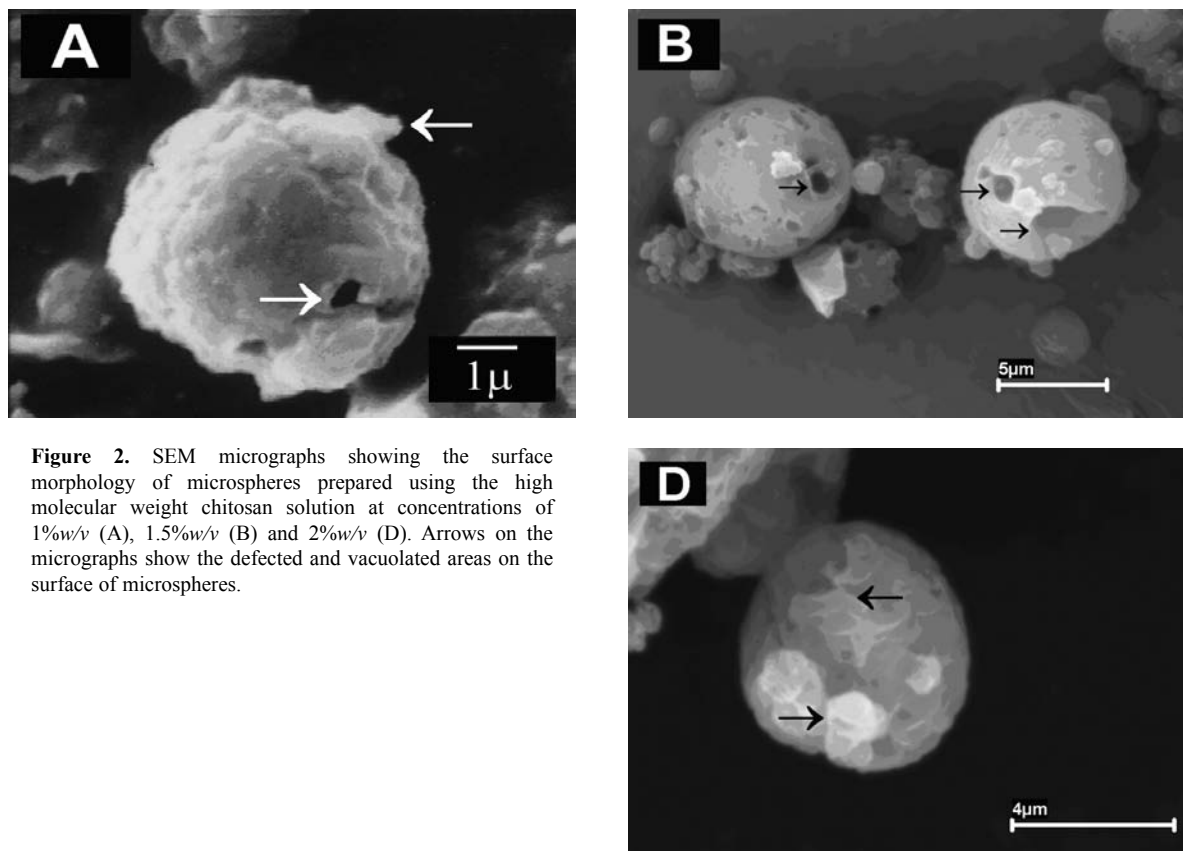 A
1μ
B
5μm
Figure 2. SEM micrographs showing the surface
morphology of microspheres prepared using the high
molecular weight chitosan solution at concentrations of
1%w/v (A), 1.5%w/v (B) and 2%w/v (D). Arrows on the
micrographs show the defected and vacuolated areas on the
surface of microspheres.
D
4μm